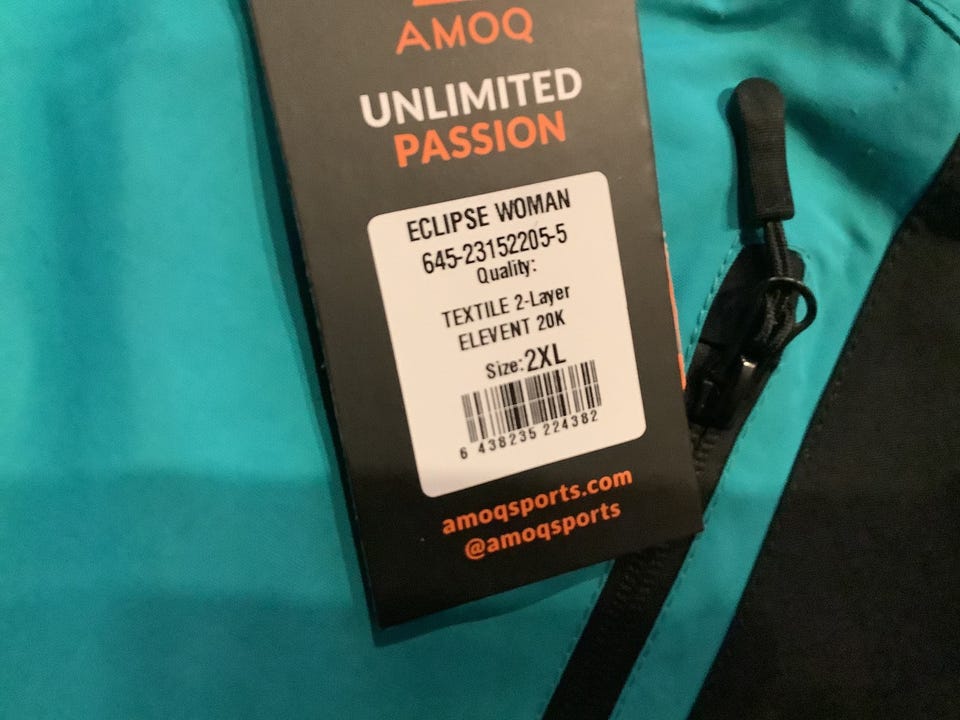 AMOQ
UNLIMITED
PASSION
ECLIPSE WOMAN
645-23152205-5
Quality:
TEXTILE 2-Layer
ELEVENT 20K
Size:2XL
6 438235 224382
amoqsports.com
@amoqsports